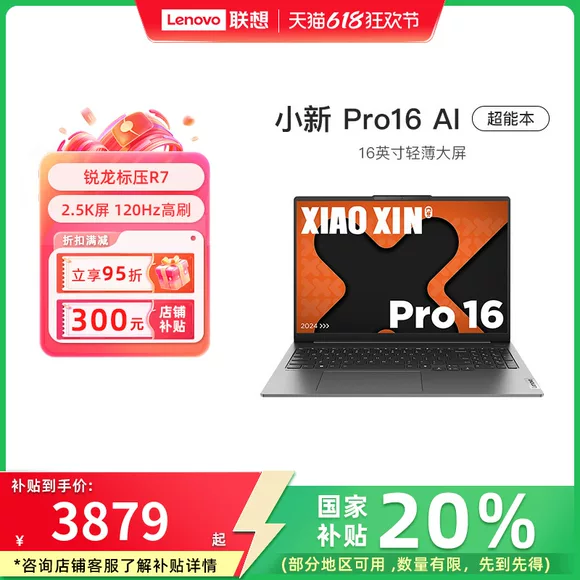 Lenovo 联想 天猫618狂欢节
小新 Pro16 AI 超能本
16英寸轻薄大屏
锐龙标压R7
2.5K屏 120Hz高刷
折扣满减
立享95折
300元 店铺补贴
XIAO XIN
Pro 16
2024 >>>
Lenovo
补贴到手价:
¥ 3879 起
*咨询店铺客服了解补贴详情
国家补贴 20%
(部分地区可用,数量有限,先到先得)